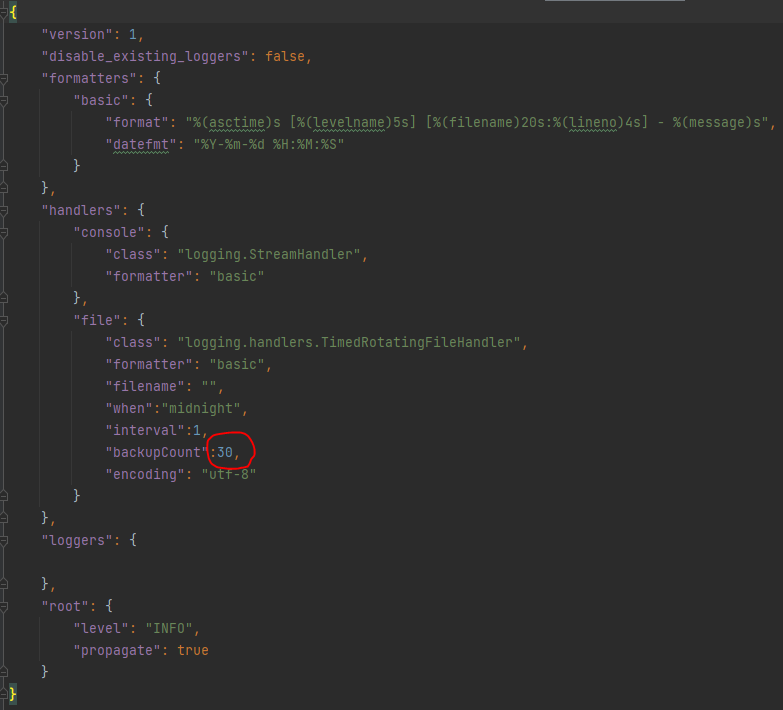 {
"version": 1,
"disable_existing_loggers": false,
"formatters": {
"basic": {
"format": "%(asctime)s [%(levelname)5s] [%(filename)20s:%(lineno)4s] - %(message)s",
"datefmt": "%Y-%m-%d %H:%M:%S"
}
},
"handlers": {
"console": {
"class": "logging.StreamHandler",
"formatter": "basic"
},
"file": {
"class": "logging.handlers.TimedRotatingFileHandler",
"formatter": "basic",
"filename": "",
"when":"midnight",
"interval":1,
"backupCount":30,
"encoding": "utf-8"
}
},
"loggers": {
},
"root": {
"level": "INFO",
"propagate": true
}
}